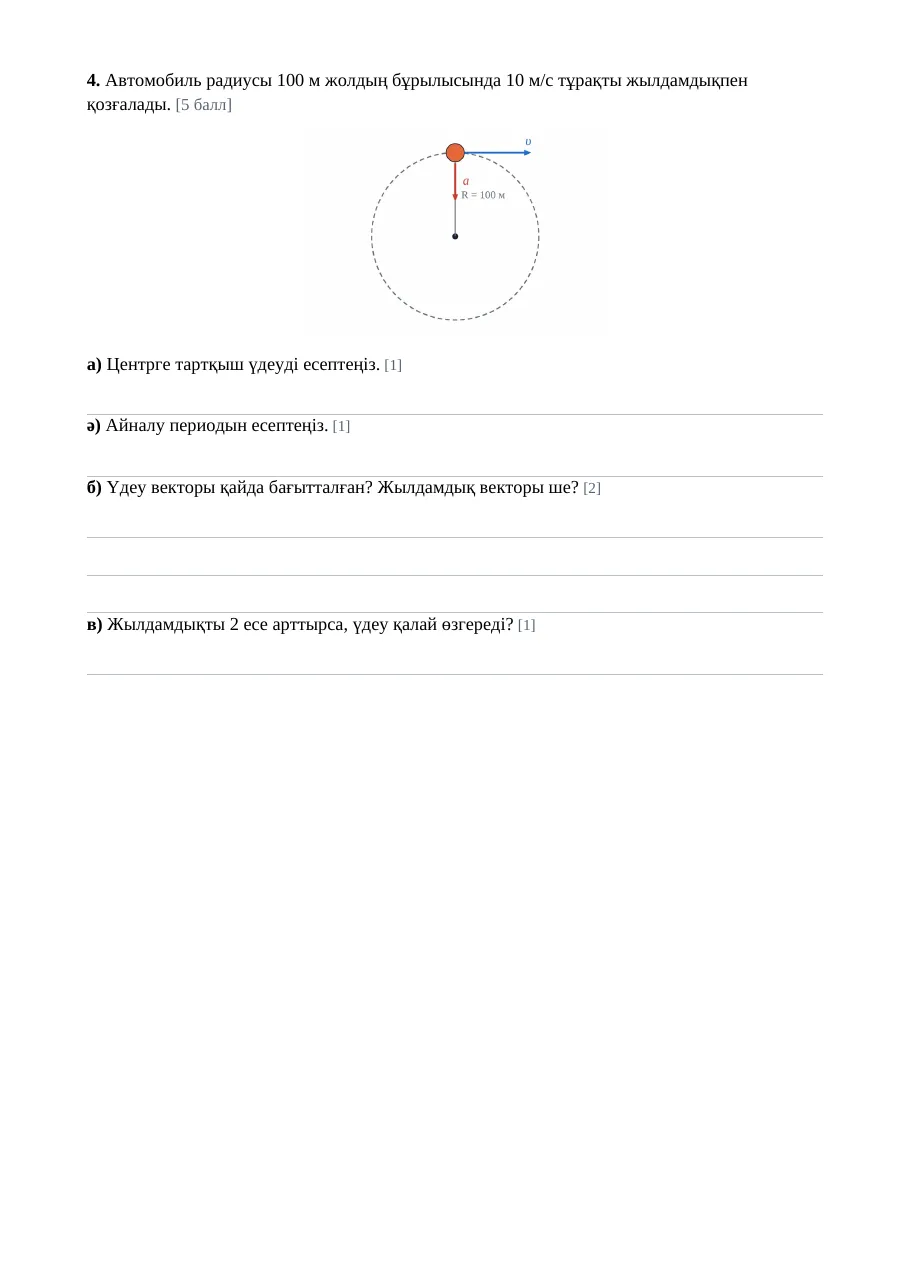 4. Автомобиль радиусы 100 м жолдың бұрылысында 10 м/с тұрақты жылдамдықпен
қозғалады. [5 балл]
υ
a
R = 100 м
а) Центрге тартқыш үдеуді есептеңіз. [1]
ә) Айналу периодын есептеңіз. [1]
б) Үдеу векторы қайда бағытталған? Жылдамдық векторы ше? [2]
в) Жылдамдықты 2 есе арттырса, үдеу қалай өзгереді? [1]